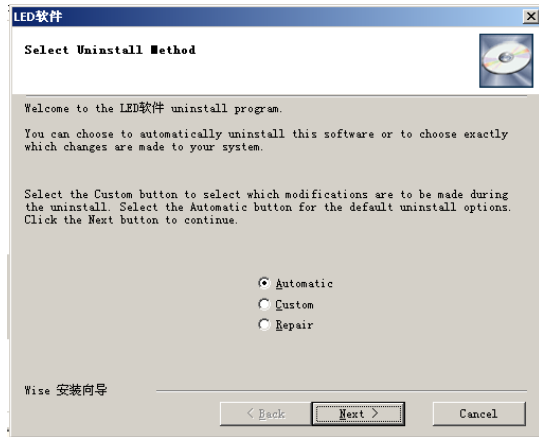 LED软件
Select Uninstall Method
Welcome to the LED软件 uninstall program.
You can choose to automatically uninstall this software or to choose exactly
which changes are made to your system.
Select the Custom button to select which modifications are to be made during
the uninstall. Select the Automatic button for the default uninstall options.
Click the Next button to continue.
Automatic
Custom
Repair
Wise 安装向导
< Back Next > Cancel